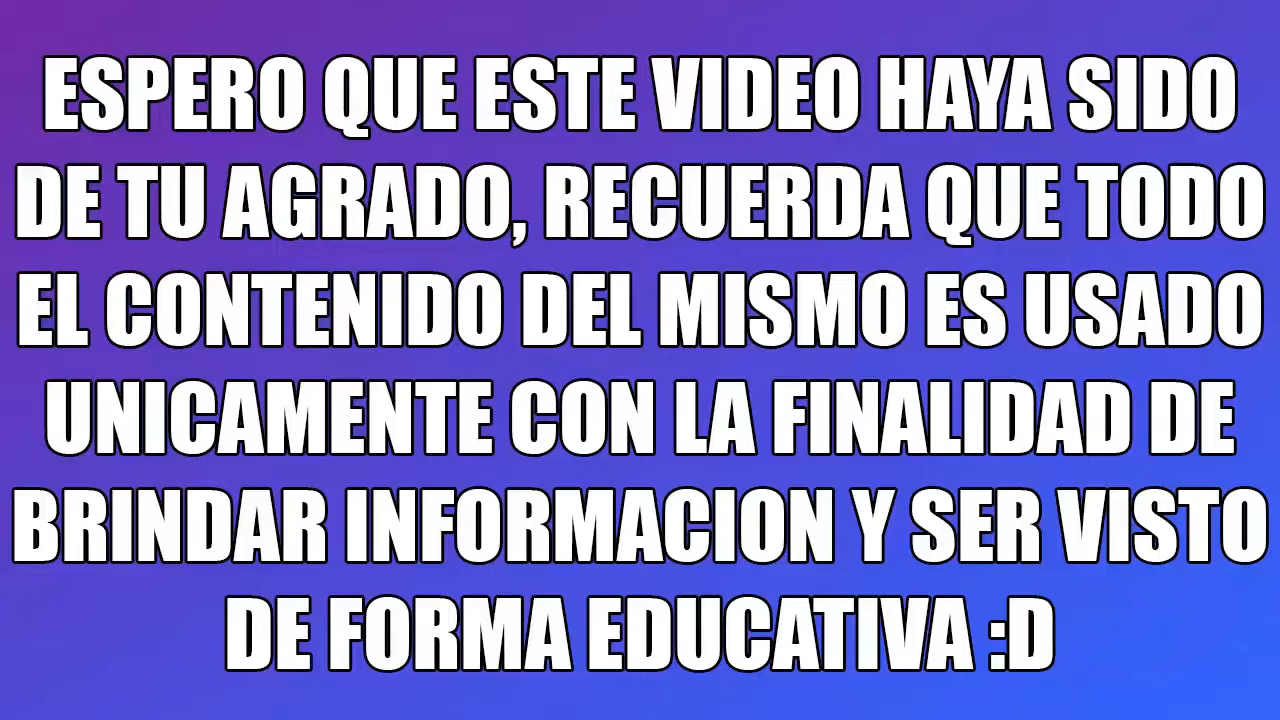 ESPERO QUE ESTE VIDEO HAYA SIDO
DE TU AGRADO, RECUERDA QUE TODO
EL CONTENIDO DEL MISMO ES USADO
UNICAMENTE CON LA FINALIDAD DE
BRINDAR INFORMACION Y SER VISTO
DE FORMA EDUCATIVA :D